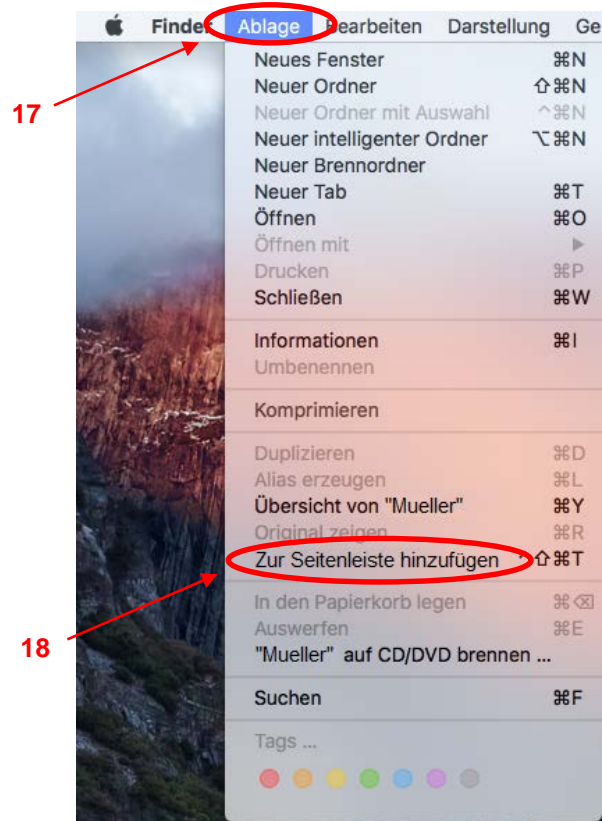 Finder Ablage Bearbeiten Darstellung Ge
17
Neues Fenster ⌘N
Neuer Ordner ⇧⌘N
Neuer Ordner mit Auswahl ^⌘N
Neuer intelligenter Ordner ⌥⌘N
Neuer Brennordner
Neuer Tab ⌘T
Öffnen ⌘O
Öffnen mit ▶
Drucken ⌘P
Schließen ⌘W
Informationen ⌘I
Umbenennen
Komprimieren
Duplizieren ⌘D
Alias erzeugen ⌘L
Übersicht von "Mueller" ⌘Y
Original zeigen ⌘R
Zur Seitenleiste hinzufügen ^⇧⌘T
In den Papierkorb legen ⌘⌫
Auswerfen ⌘E
18
"Mueller" auf CD/DVD brennen ...
Suchen ⌘F
Tags ...